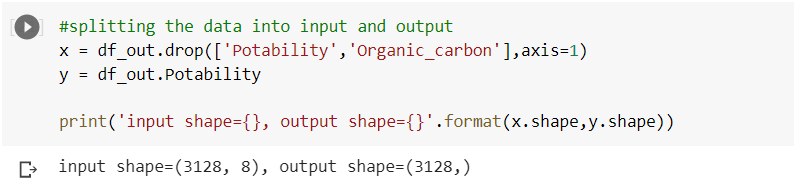 #splitting the data into input and output
x = df_out.drop(['Potability','Organic_carbon'],axis=1)
y = df_out.Potability
print('input shape={}, output shape={}'.format(x.shape,y.shape))
input shape=(3128, 8), output shape=(3128,)